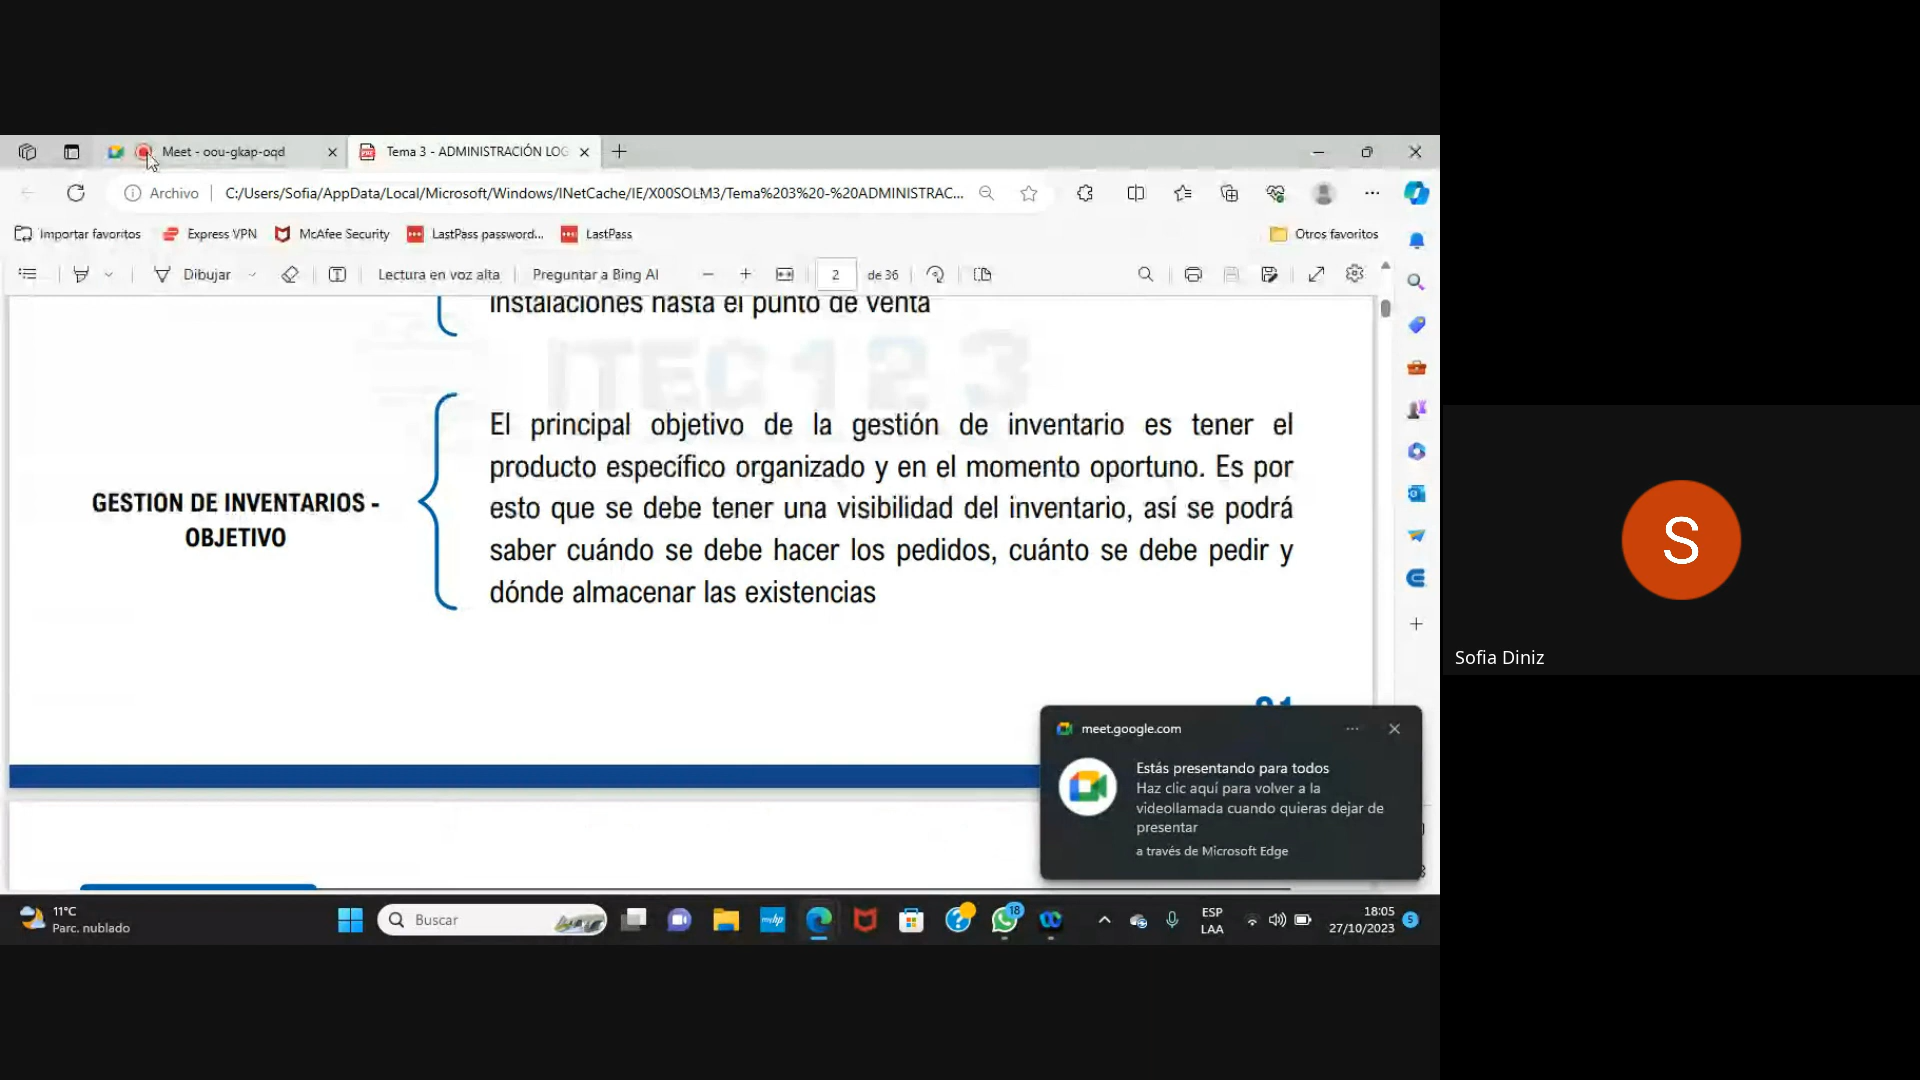 Meet - oou-gkap-oqd
Tema 3 - ADMINISTRACIÓN LOG
Archivo
C:/Users/Sofia/AppData/Local/Microsoft/Windows/INetCache/IE/X00SOLM3/Tema%203%20-%20ADMINISTRAC...
Importar favoritos
Express VPN
McAfee Security
LastPass password...
LastPass
Otros favoritos
Dibujar
Lectura en voz alta
Preguntar a Bing AI
2
de 36
instalaciones hasta el punto de venta
ITEC 1 2 3
GESTION DE INVENTARIOS -
OBJETIVO
El principal objetivo de la gestión de inventario es tener el
producto específico organizado y en el momento oportuno. Es por
esto que se debe tener una visibilidad del inventario, así se podrá
saber cuándo se debe hacer los pedidos, cuánto se debe pedir y
dónde almacenar las existencias
meet.google.com
Estás presentando para todos
Haz clic aquí para volver a la
videollamada cuando quieras dejar de
presentar
a través de Microsoft Edge
S
Sofia Diniz
11°C
Parc. nublado
Buscar
myhp
18
ESP
LAA
18:05
27/10/2023
5